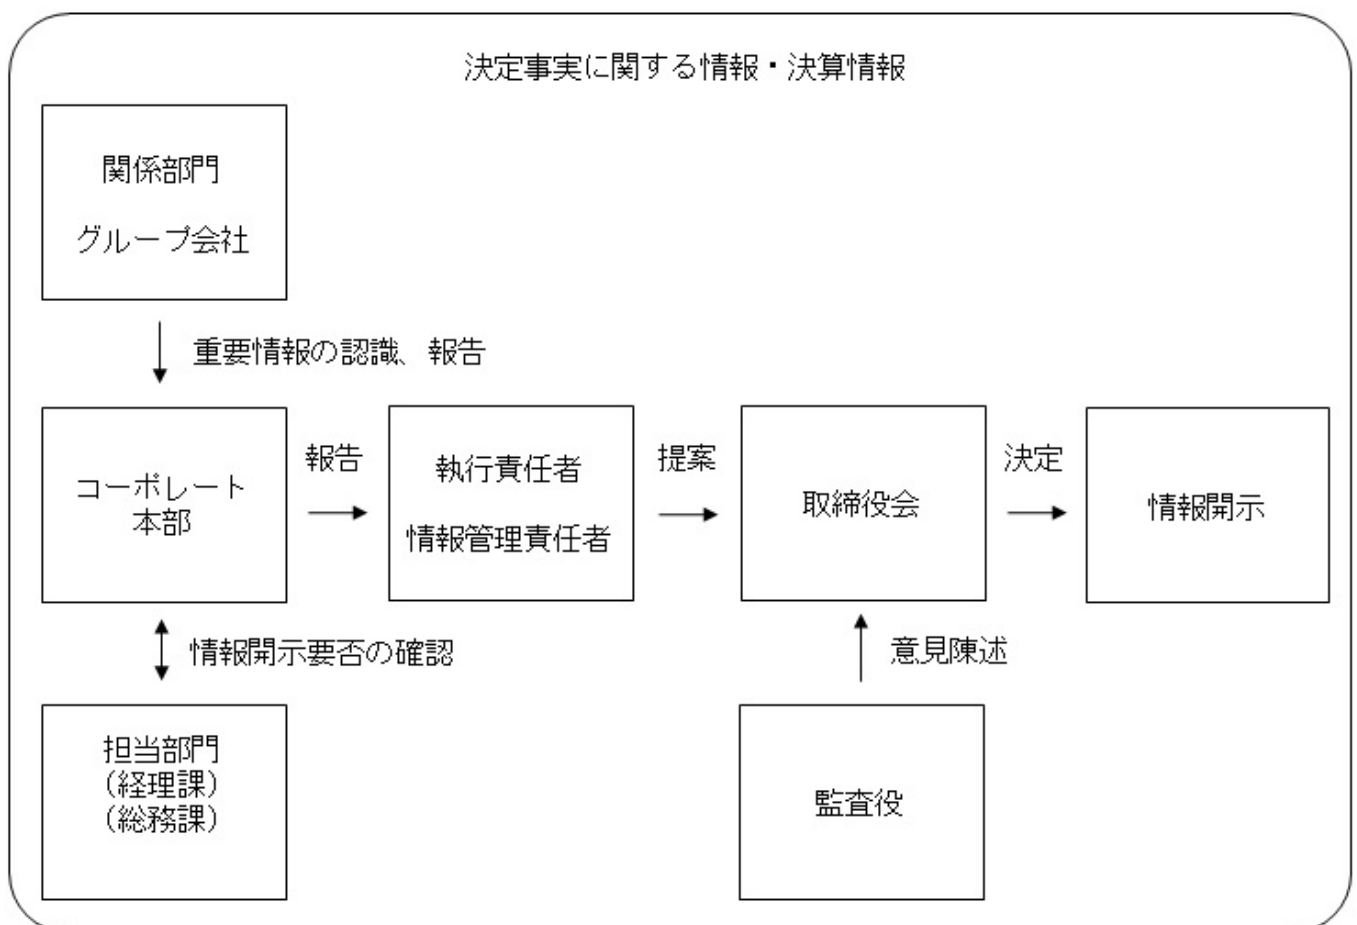 決定事実に関する情報・決算情報
関係部門
グループ会社
重要情報の認識、報告
コーポレート
本部
報告
執行責任者
情報管理責任者
提案
取締役会
決定
情報開示
情報開示要否の確認
意見陳述
担当部門
(経理課)
(総務課)
監査役